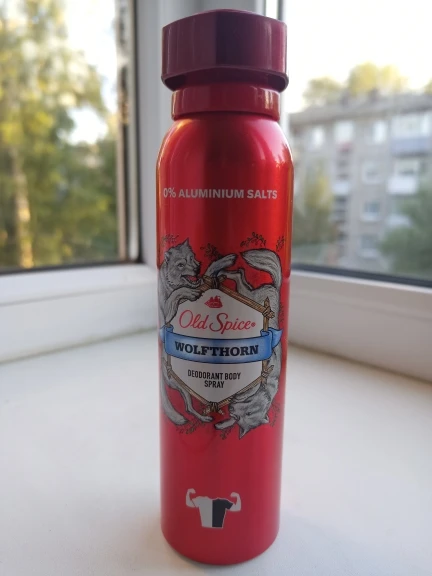 0% ALUMINIUM SALTS
Old Spice
WOLFTHORN
DEODORANT BODY
SPRAY